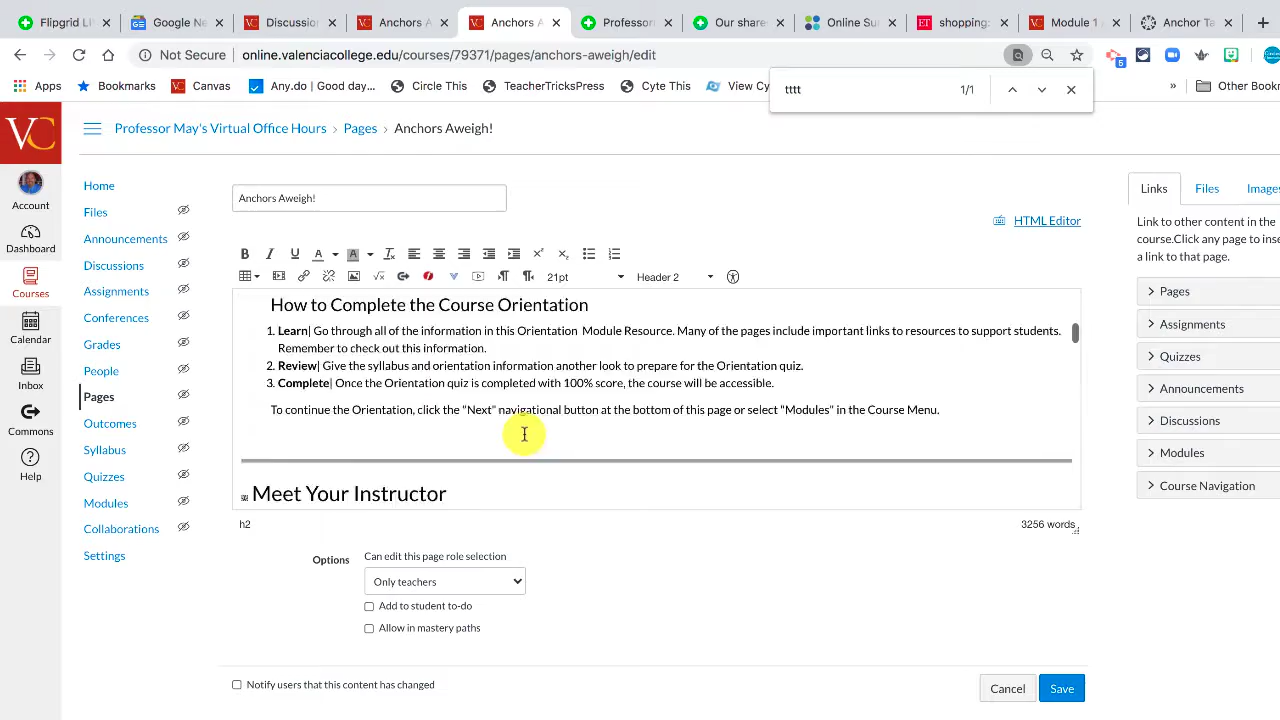 Flipgrid library
Google Ne
Discussion
Anchors A
Anchors A
Professor
Our share
Online Su
shopping:
Module 1
Anchor Ta
Not Secure
online.valenciacollege.edu/courses/79371/pages/anchors-aweigh/edit
5
Apps
Bookmarks
VC Canvas
Any.do | Good day...
Circle This
TeacherTricksPress
Cyte This
View Cy
»
Other Book
tttt
1/1
VC
Professor May's Virtual Office Hours › Pages › Anchors Aweigh!
Account
Dashboard
Courses
Calendar
Inbox
Commons
Help
Home
Files
Announcements
Discussions
Assignments
Conferences
Grades
People
Pages
Outcomes
Syllabus
Quizzes
Modules
Collaborations
Settings
Anchors Aweigh!
HTML Editor
B I U A A
21pt
Header 2
How to Complete the Course Orientation
1. Learn| Go through all of the information in this Orientation Module Resource. Many of the pages include important links to resources to support students.
Remember to check out this information.
2. Review| Give the syllabus and orientation information another look to prepare for the Orientation quiz.
3. Complete| Once the Orientation quiz is completed with 100% score, the course will be accessible.
To continue the Orientation, click the "Next" navigational button at the bottom of this page or select "Modules" in the Course Menu.
Meet Your Instructor
h2
3256 words
Options
Can edit this page role selection
Only teachers
Add to student to-do
Allow in mastery paths
Notify users that this content has changed
Cancel
Save
Links
Files
Images
Link to other content in the
course.Click any page to inse
a link to that page.
Pages
Assignments
Quizzes
Announcements
Discussions
Modules
Course Navigation